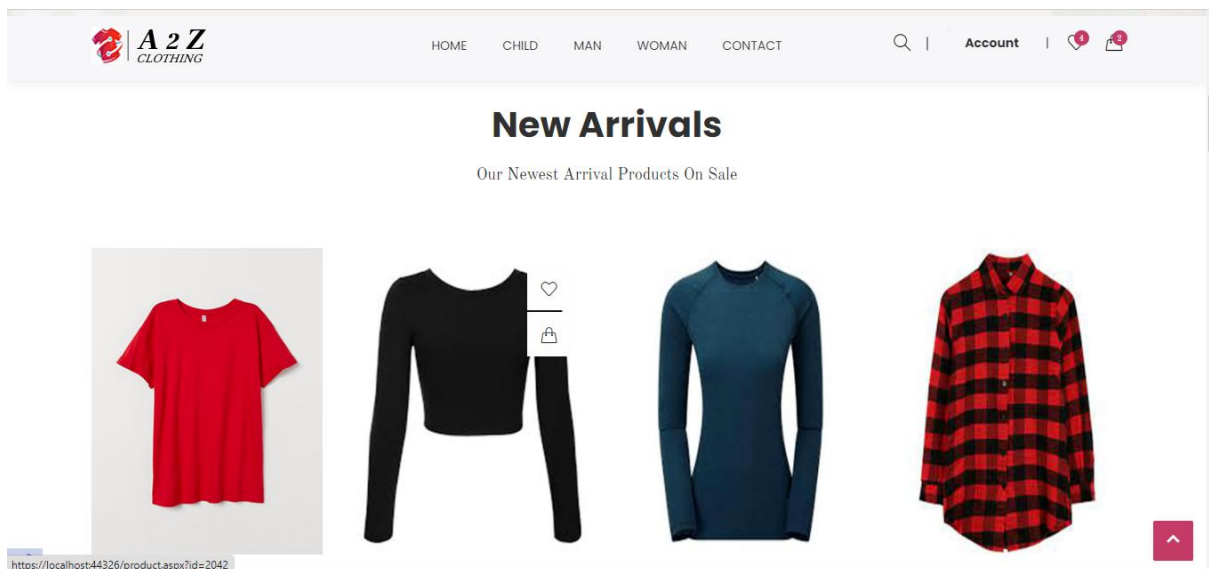 A 2 Z
CLOTHING
HOME CHILD MAN WOMAN CONTACT | Account | 4 2
New Arrivals
Our Newest Arrival Products On Sale
https://localhost:44326/product.aspx?id=2042